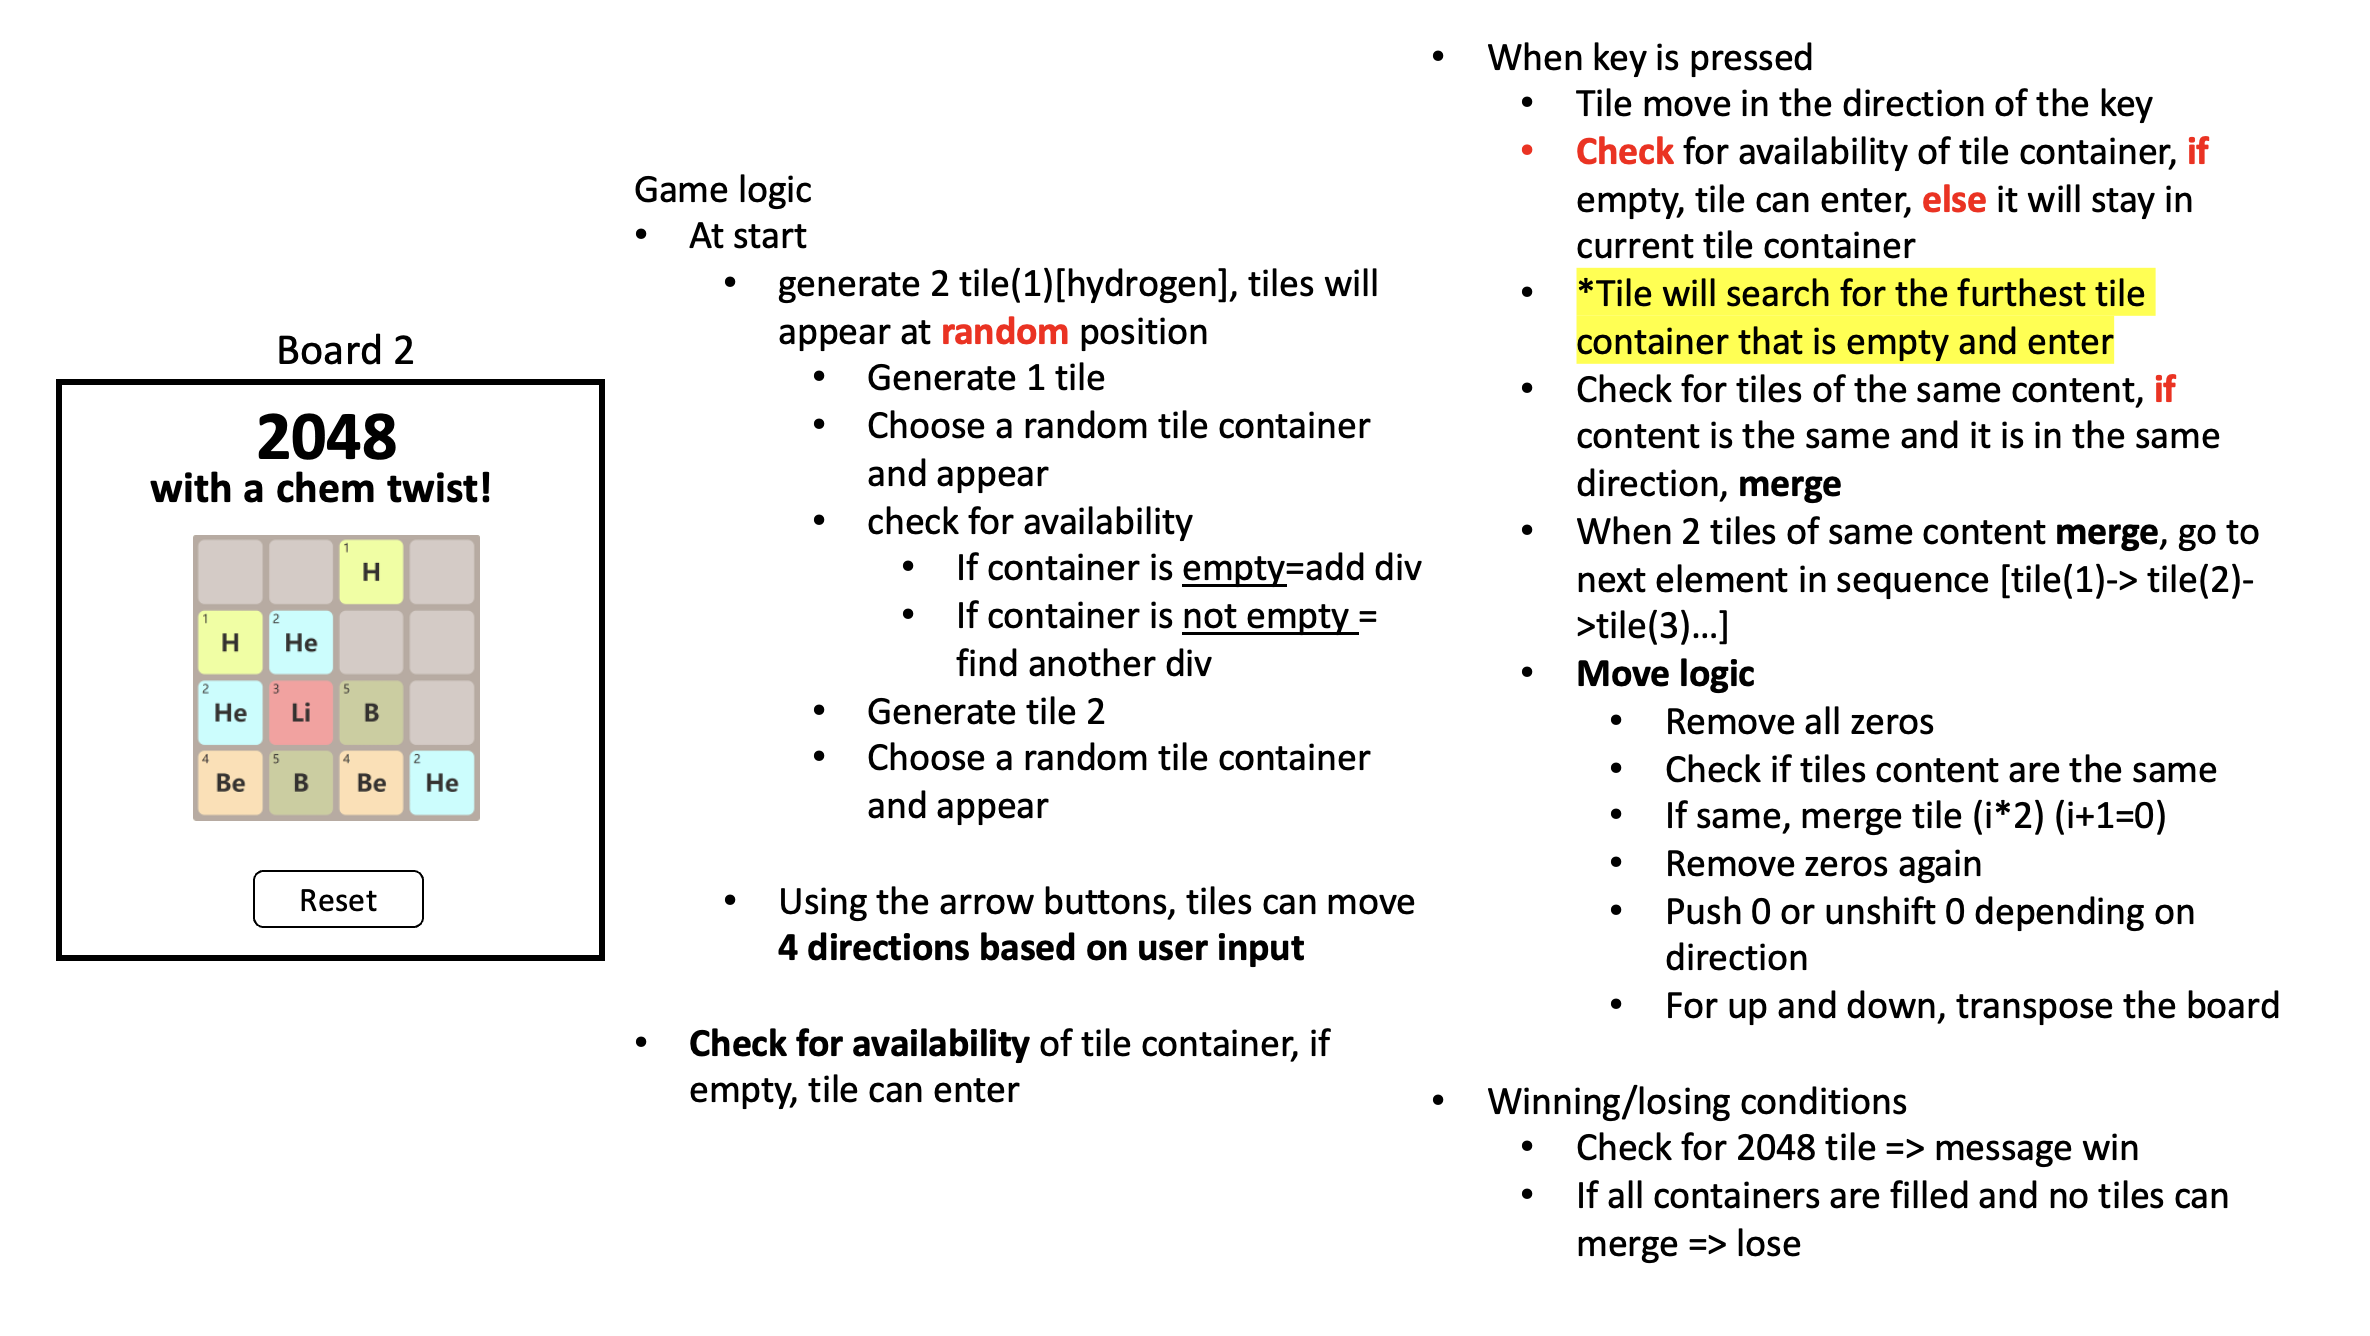 Board 2
2048
with a chem twist!
1
H
1
H
2
He
2
He
3
Li
5
B
4
Be
5
B
4
Be
2
He
Reset
Game logic
• At start
• generate 2 tile(1)[hydrogen], tiles will
appear at random position
• Generate 1 tile
• Choose a random tile container
and appear
• check for availability
• If container is empty=add div
• If container is not empty =
find another div
• Generate tile 2
• Choose a random tile container
and appear
• Using the arrow buttons, tiles can move
4 directions based on user input
• Check for availability of tile container, if
empty, tile can enter
• When key is pressed
• Tile move in the direction of the key
• Check for availability of tile container, if
empty, tile can enter, else it will stay in
current tile container
• *Tile will search for the furthest tile
container that is empty and enter
• Check for tiles of the same content, if
content is the same and it is in the same
direction, merge
• When 2 tiles of same content merge, go to
next element in sequence [tile(1)-> tile(2)-
>tile(3)...]
• Move logic
• Remove all zeros
• Check if tiles content are the same
• If same, merge tile (i*2) (i+1=0)
• Remove zeros again
• Push 0 or unshift 0 depending on
direction
• For up and down, transpose the board
• Winning/losing conditions
• Check for 2048 tile => message win
• If all containers are filled and no tiles can
merge => lose